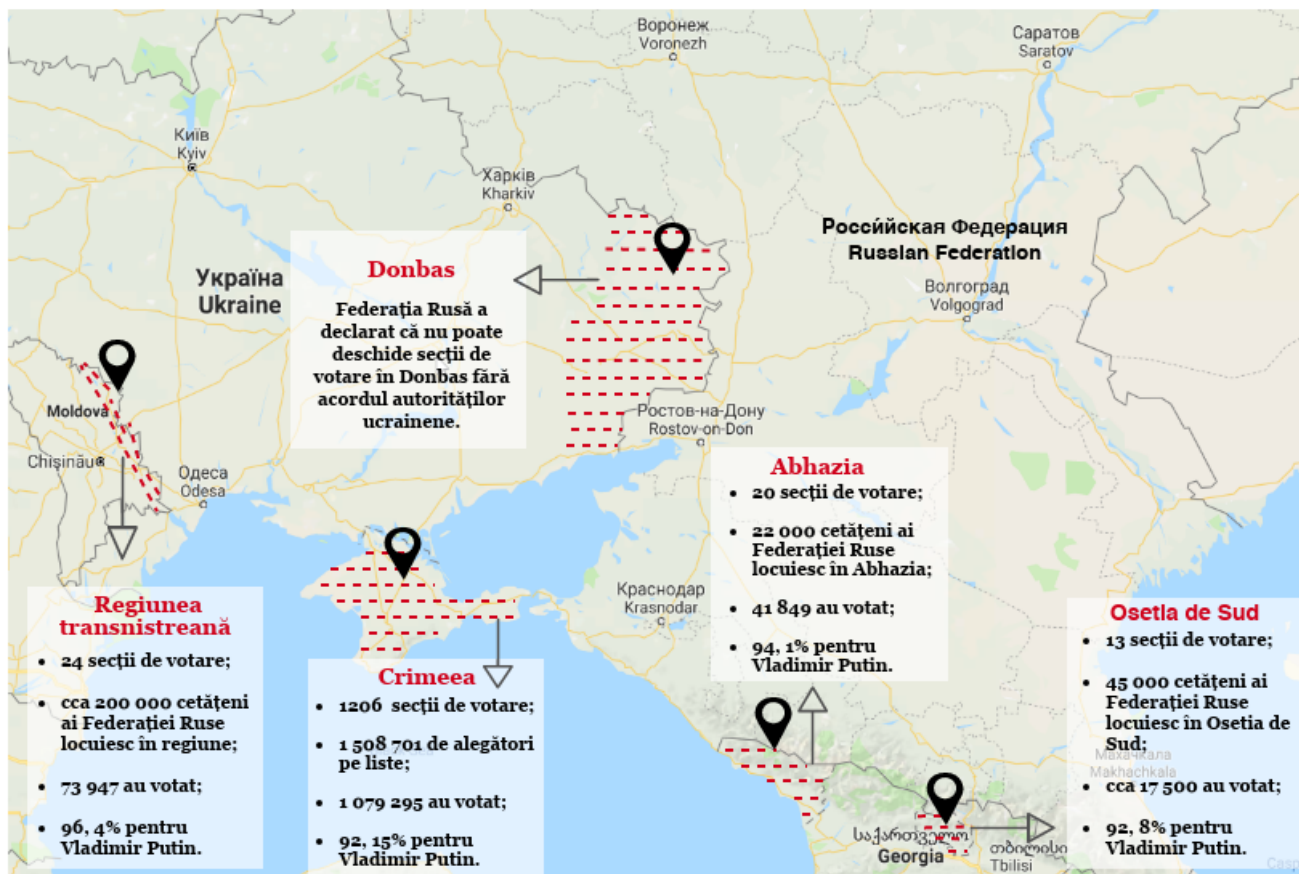 Воронеж
Voronezh
Саратов
Saratov
Київ
Kyiv
Харків
Kharkiv
Росси́йская Федерация
Russian Federation
Україна
Ukraine
Волгоград
Volgograd
Donbas
Federația Rusă a
declarat că nu poate
deschide secții de
votare în Donbas fără
acordul autorităților
ucrainene.
Moldova
Chișinău
Одеса
Odesa
Ростов-на-Дону
Rostov-on-Don
Abhazia
• 20 secții de votare;
• 22 000 cetățeni ai
Federației Ruse
locuiesc în Abhazia;
• 41 849 au votat;
• 94, 1% pentru
Vladimir Putin.
Краснодар
Krasnodar
Regiunea
transnistreană
• 24 secții de votare;
• cca 200 000 cetățeni
ai Federației Ruse
locuiesc în regiune;
• 73 947 au votat;
• 96, 4% pentru
Vladimir Putin.
Crimeea
• 1206 secții de votare;
• 1 508 701 de alegători
pe liste;
• 1 079 295 au votat;
• 92, 15% pentru
Vladimir Putin.
Osetia de Sud
• 13 secții de votare;
• 45 000 cetățeni ai
Federației Ruse
locuiesc în Osetia de
Sud;
• cca 17 500 au votat;
• 92, 8% pentru
Vladimir Putin.
Махачкала
Makhachkala
საქართველო
Georgia
თბილისი
Tbilisi
Casp